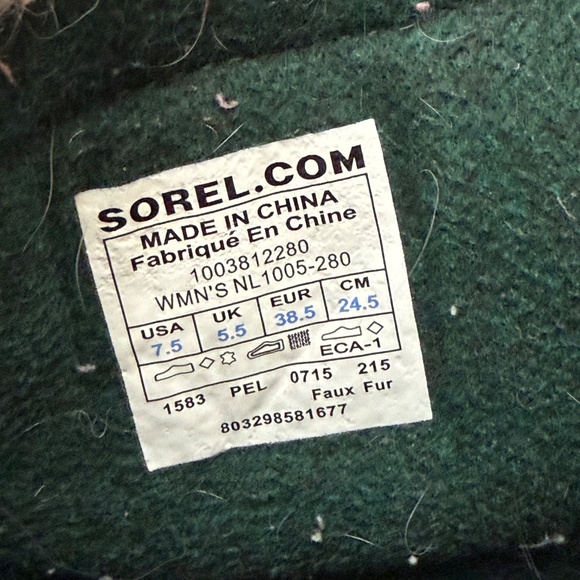 SOREL.COM
MADE IN CHINA
Fabriqué En Chine
1003812280
WMN'S NL1005-280
USA UK EUR CM
7.5 5.5 38.5 24.5
ECA-1
1583 PEL 0715 215
Faux Fur
803298581677